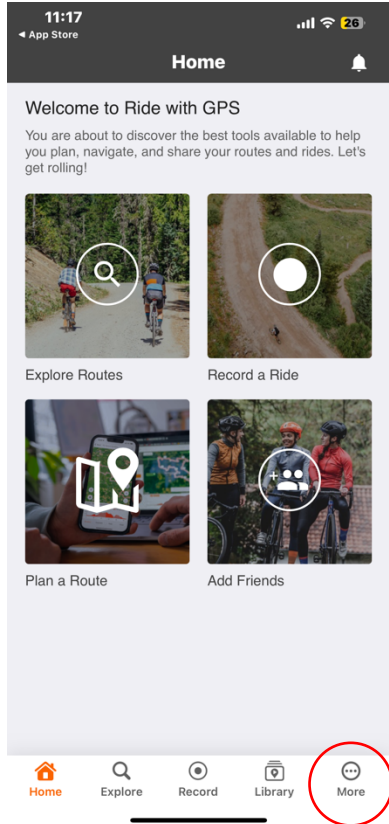 11:17
26
◀ App Store
Home
Welcome to Ride with GPS
You are about to discover the best tools available to help
you plan, navigate, and share your routes and rides. Let's
get rolling!
Explore Routes
Record a Ride
Plan a Route
Add Friends
Home
Explore
Record
Library
More